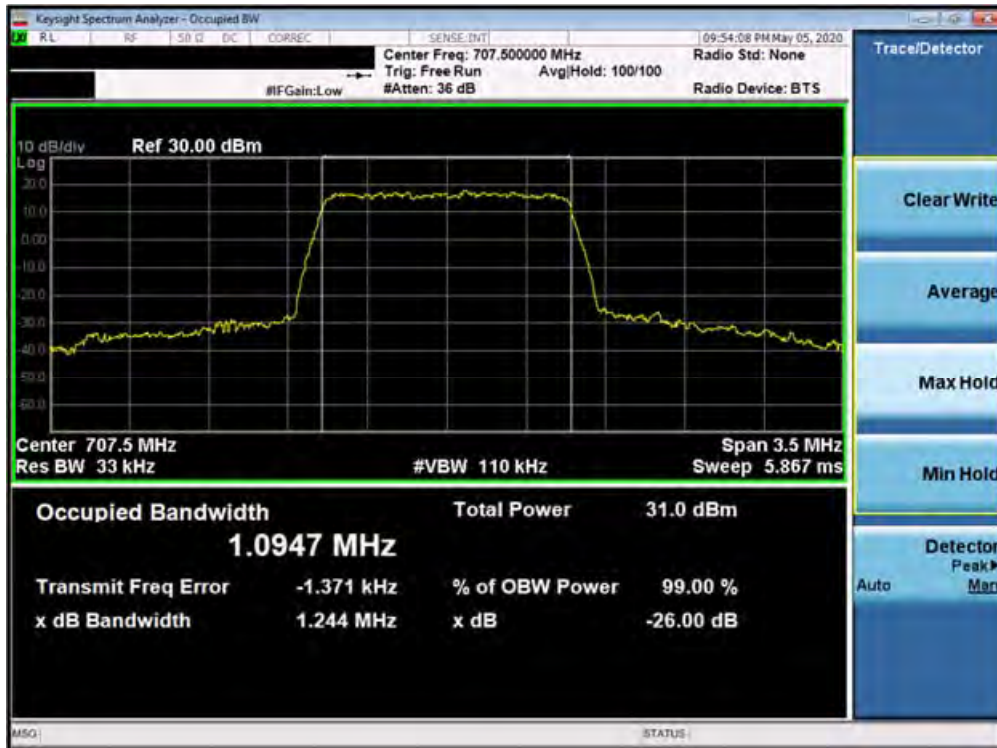 Keysight Spectrum Analyzer - Occupied BW
LXI RL RF 50 Ω DC CORREC SENSE:INT 09:54:08 PM May 05, 2020
Center Freq: 707.500000 MHz Radio Std: None
Trig: Free Run Avg|Hold: 100/100
#IFGain:Low #Atten: 36 dB Radio Device: BTS
10 dB/div Ref 30.00 dBm
Log
20.0
10.0
0.00
-10.0
-20.0
-30.0
-40.0
-50.0
-60.0
Center 707.5 MHz Span 3.5 MHz
Res BW 33 kHz #VBW 110 kHz Sweep 5.867 ms
Occupied Bandwidth Total Power 31.0 dBm
1.0947 MHz
Transmit Freq Error -1.371 kHz % of OBW Power 99.00 %
x dB Bandwidth 1.244 MHz x dB -26.00 dB
MSG STATUS
Trace/Detector
Clear Write
Average
Max Hold
Min Hold
Detector
Peak▶
Auto Man